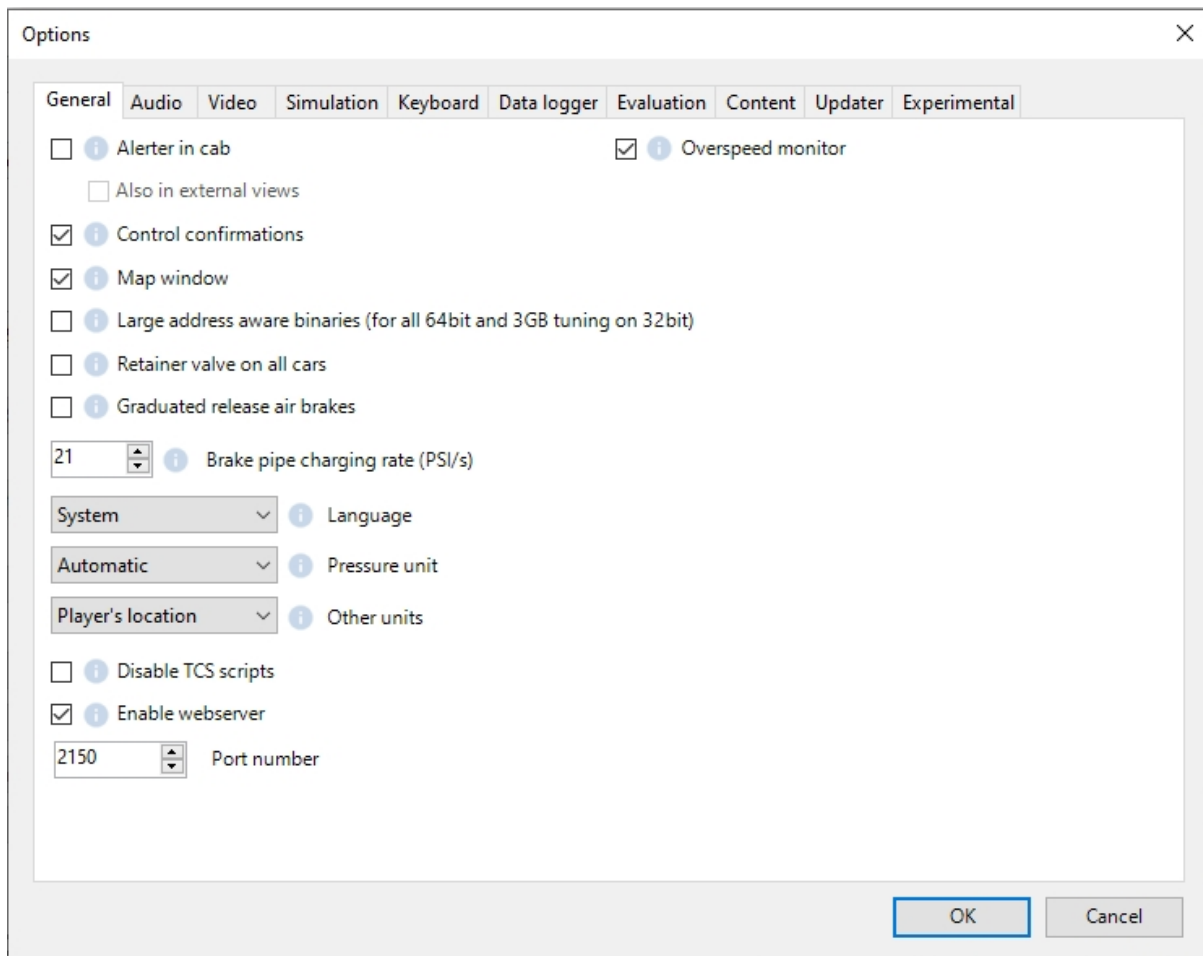 Options
General Audio Video Simulation Keyboard Data logger Evaluation Content Updater Experimental
Alerter in cab
Overspeed monitor
Also in external views
Control confirmations
Map window
Large address aware binaries (for all 64bit and 3GB tuning on 32bit)
Retainer valve on all cars
Graduated release air brakes
21 Brake pipe charging rate (PSI/s)
System Language
Automatic Pressure unit
Player's location Other units
Disable TCS scripts
Enable webserver
2150 Port number
OK Cancel